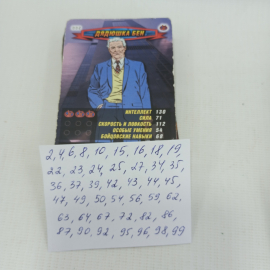 ДЯДЮШКА БЕН
ИНТЕЛЛЕКТ 138
СИЛА 71
СКОРОСТЬ И ЛОВКОСТЬ 112
ОСОБЫЕ УМЕНИЯ 54
БОЙЦОВСКИЕ НАВЫКИ 68
2, 4, 6, 8, 10, 15, 16, 18, 19,
22, 23, 24, 25, 27, 34, 35,
36, 37, 39, 42, 43, 44, 45,
47, 49, 50, 54, 56, 59, 62,
63, 64, 67, 72, 82, 86,
87, 90, 92, 95, 96, 98, 99